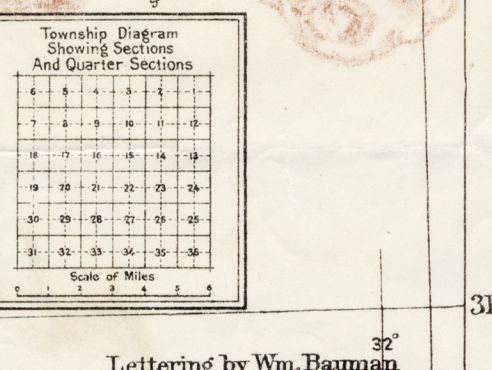 Township Diagram
Showing Sections
And Quarter Sections
6 5 4 3 2 1
7 8 9 10 11 12
18 17 16 15 14 13
19 20 21 22 23 24
30 29 28 27 26 25
31 32 33 34 35 36
Scale of Miles
0 1 2 3 4 5 6
31
32°
Lettering by Wm. Bauman